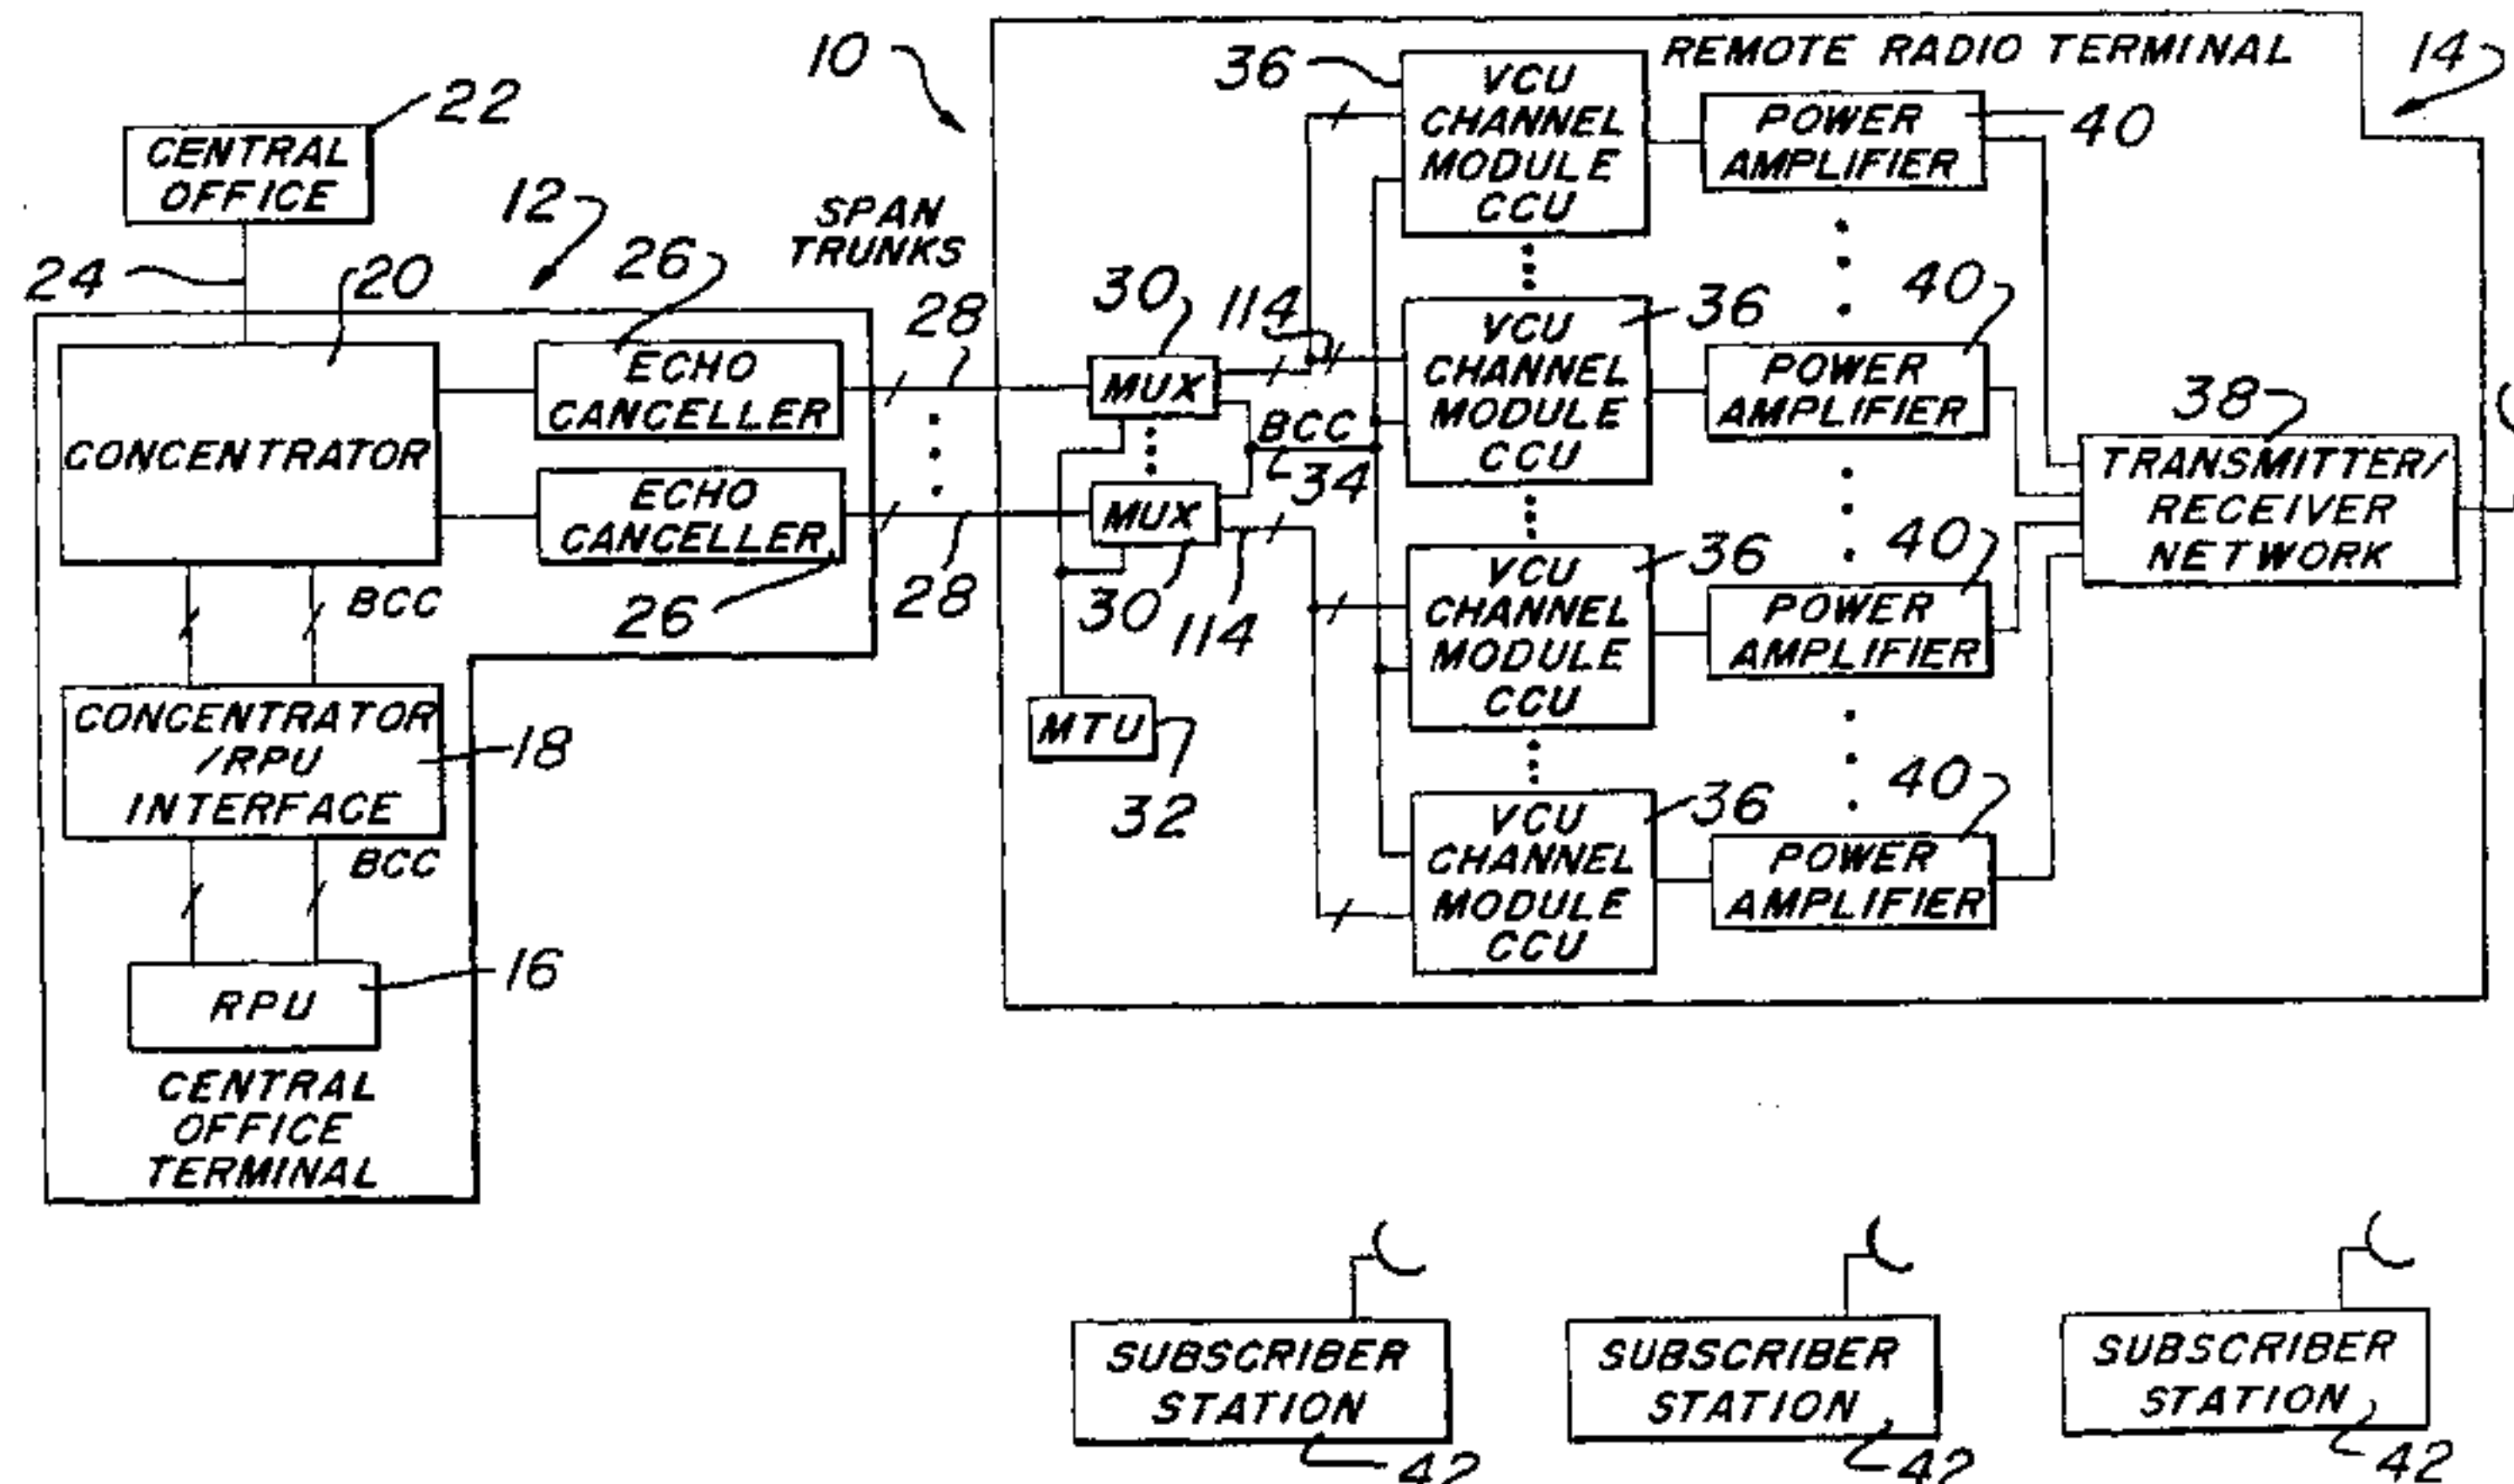 10
REMOTE RADIO TERMINAL
14
22
CENTRAL
OFFICE
24
12
20
26
SPAN
TRUNKS
28
CONCENTRATOR
ECHO
CANCELLER
ECHO
CANCELLER
26
28
BCC
CONCENTRATOR
/RPU
INTERFACE
18
BCC
RPU
16
CENTRAL
OFFICE
TERMINAL
30
MUX
114
BCC
34
MUX
30
114
MTU
32
36
VCU
CHANNEL
MODULE
CCU
POWER
AMPLIFIER
40
VCU
CHANNEL
MODULE
CCU
36
POWER
AMPLIFIER
40
VCU
CHANNEL
MODULE
CCU
36
POWER
AMPLIFIER
40
VCU
CHANNEL
MODULE
CCU
36
POWER
AMPLIFIER
40
38
TRANSMITTER/
RECEIVER
NETWORK
SUBSCRIBER
STATION
42
SUBSCRIBER
STATION
42
SUBSCRIBER
STATION
42